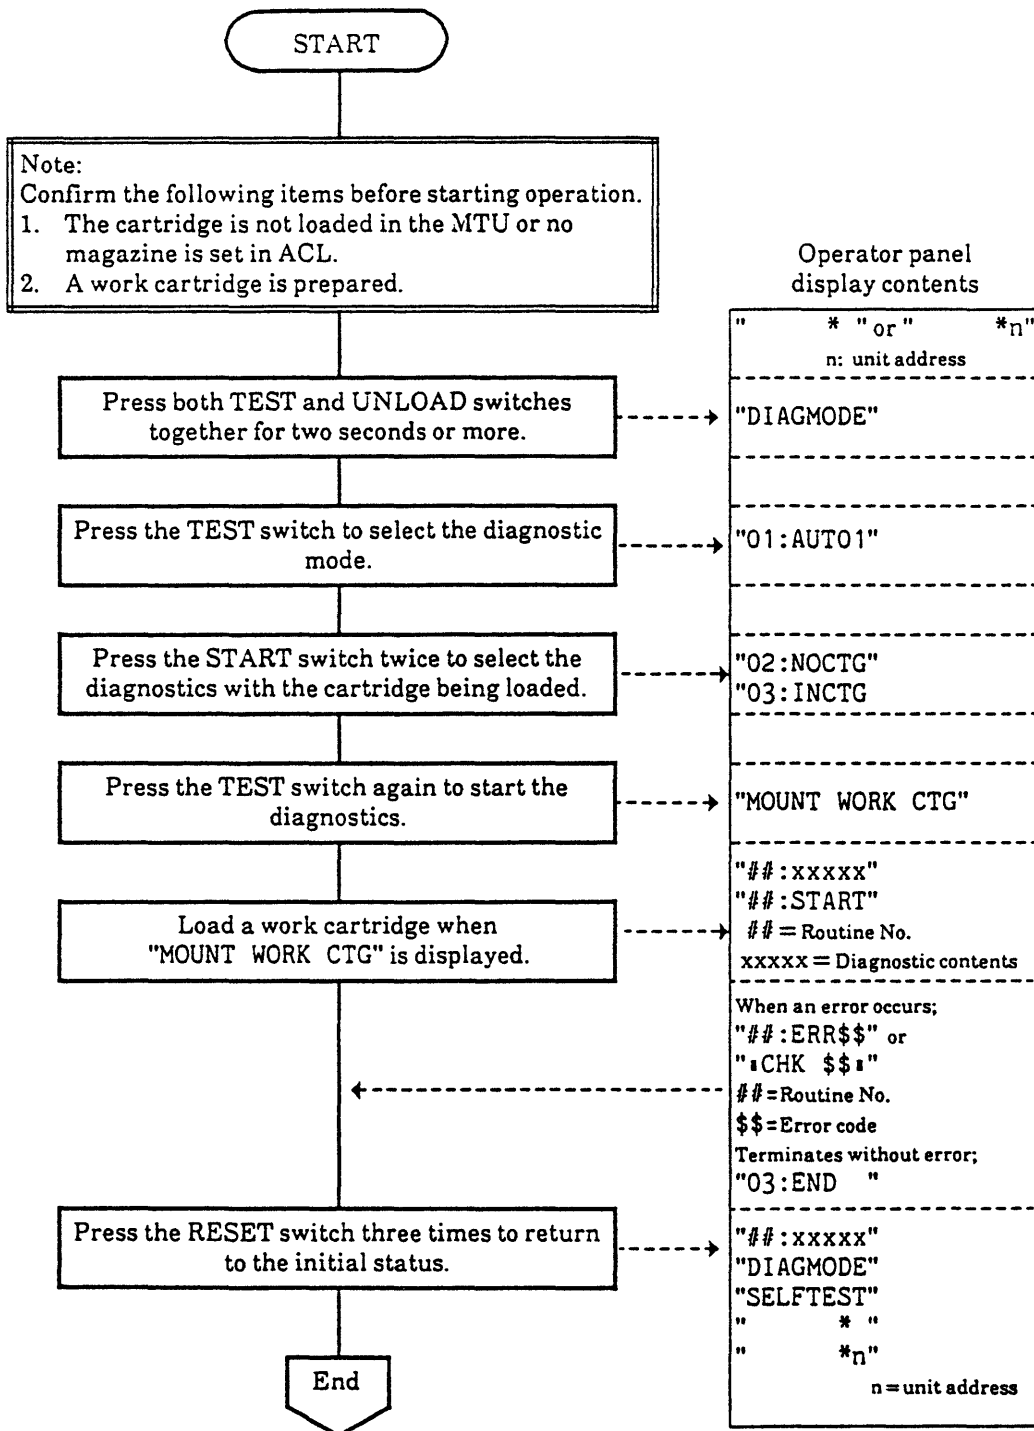 START
Note:
Confirm the following items before starting operation.
1. The cartridge is not loaded in the MTU or no
magazine is set in ACL.
2. A work cartridge is prepared.
Operator panel
display contents
"       * " or "       *n"
n: unit address
Press both TEST and UNLOAD switches
together for two seconds or more.
"DIAGMODE"
Press the TEST switch to select the diagnostic
mode.
"01:AUTO1"
Press the START switch twice to select the
diagnostics with the cartridge being loaded.
"02:NOCTG"
"03:INCTG
Press the TEST switch again to start the
diagnostics.
"MOUNT WORK CTG"
Load a work cartridge when
"MOUNT WORK CTG" is displayed.
"##:xxxxx"
"##:START"
## = Routine No.
xxxxx = Diagnostic contents
When an error occurs;
"##:ERR$$" or
"*CHK $$*"
##=Routine No.
$$=Error code
Terminates without error;
"03:END  "
Press the RESET switch three times to return
to the initial status.
"##:xxxxx"
"DIAGMODE"
"SELFTEST"
"       * "
"       *n"
n=unit address
End